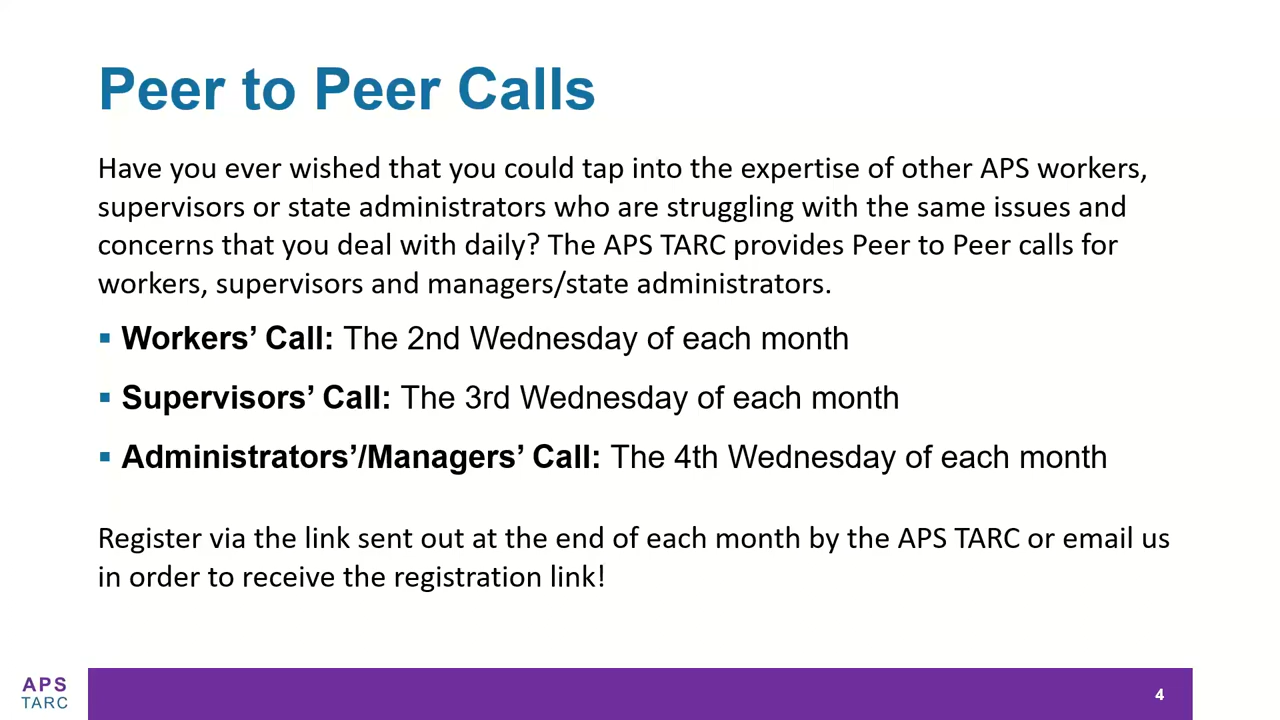 Peer to Peer Calls
Have you ever wished that you could tap into the expertise of other APS workers,
supervisors or state administrators who are struggling with the same issues and
concerns that you deal with daily? The APS TARC provides Peer to Peer calls for
workers, supervisors and managers/state administrators.
▪ Workers’ Call: The 2nd Wednesday of each month
▪ Supervisors’ Call: The 3rd Wednesday of each month
▪ Administrators’/Managers’ Call: The 4th Wednesday of each month
Register via the link sent out at the end of each month by the APS TARC or email us
in order to receive the registration link!
APS
TARC
4